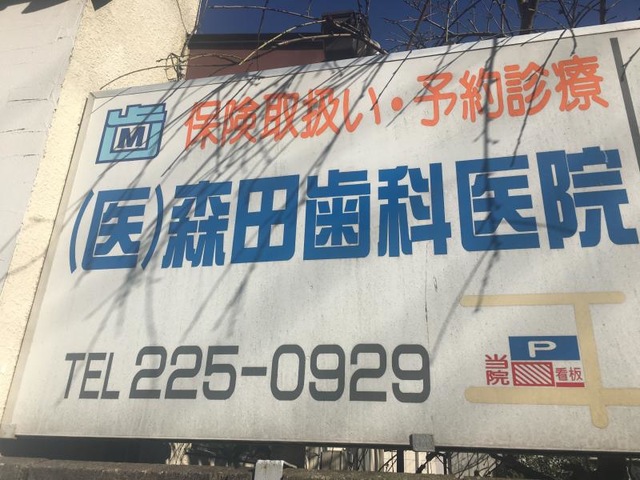 歯 M
保険取扱い・予約診療
(医)森田歯科医院
TEL 225-0929
P
当院
看板